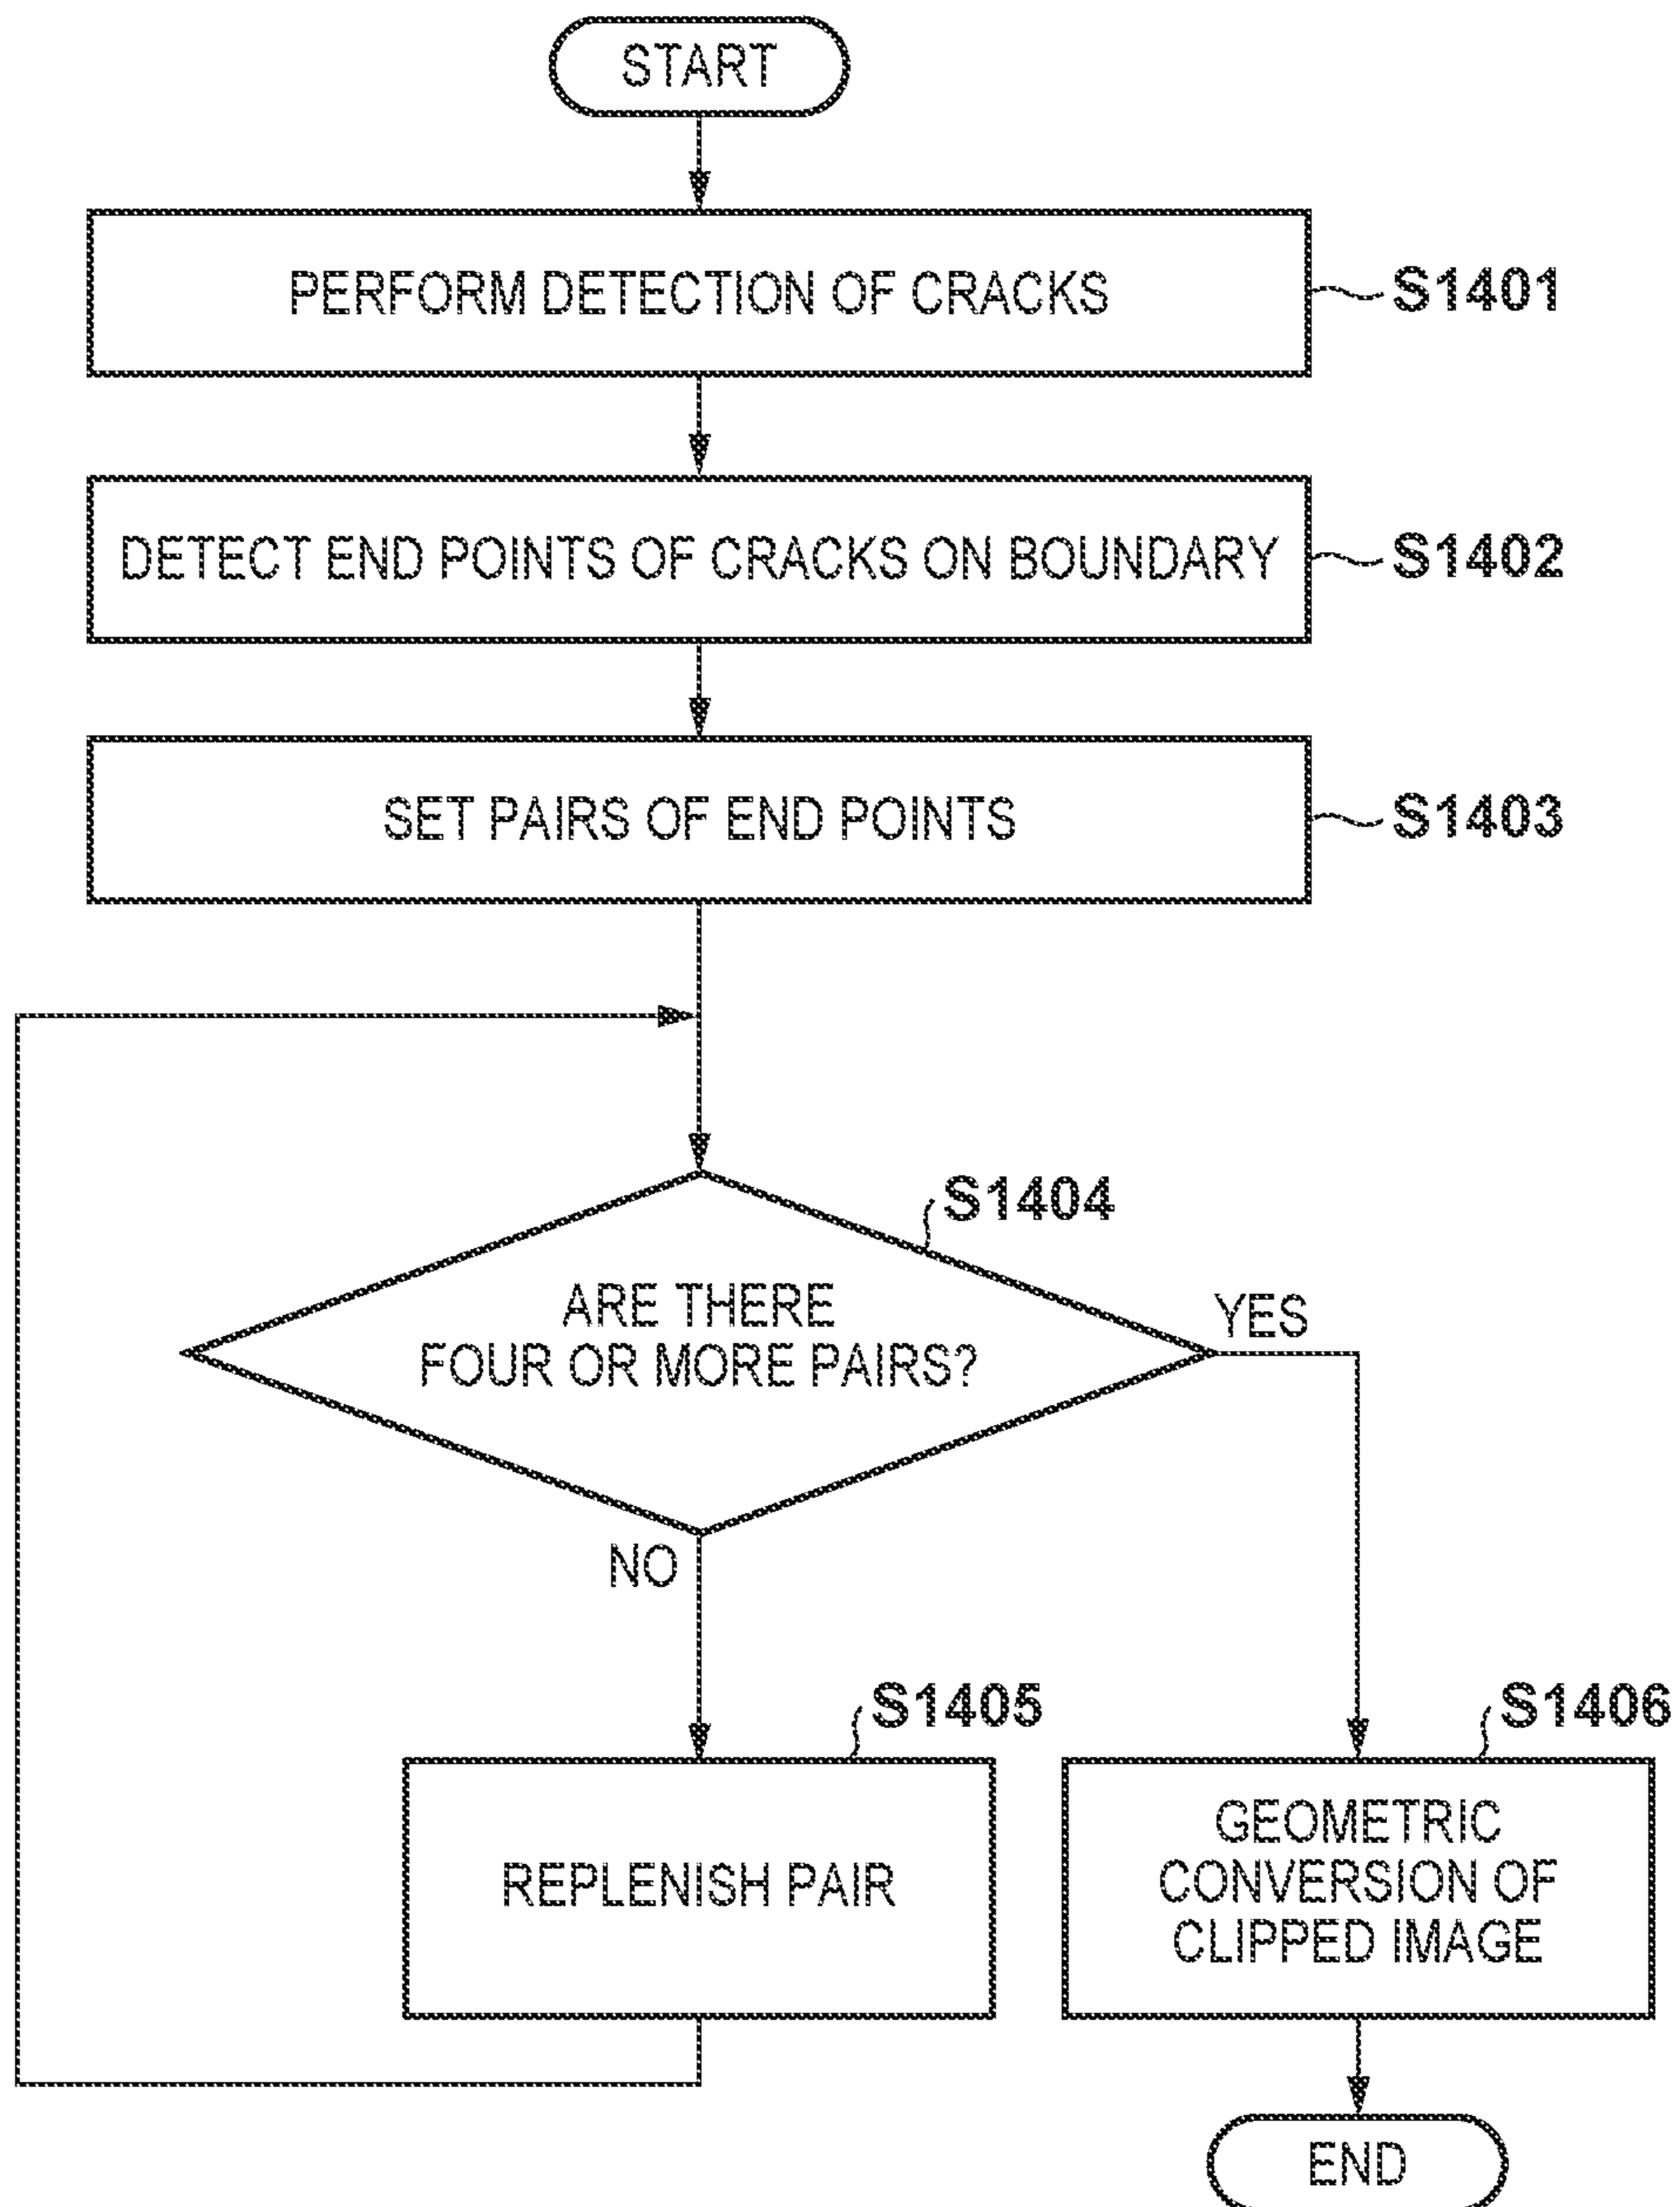 START
PERFORM DETECTION OF CRACKS
S1401
DETECT END POINTS OF CRACKS ON BOUNDARY
S1402
SET PAIRS OF END POINTS
S1403
S1404
ARE THERE
FOUR OR MORE PAIRS?
YES
NO
S1405
REPLENISH PAIR
S1406
GEOMETRIC
CONVERSION OF
CLIPPED IMAGE
END